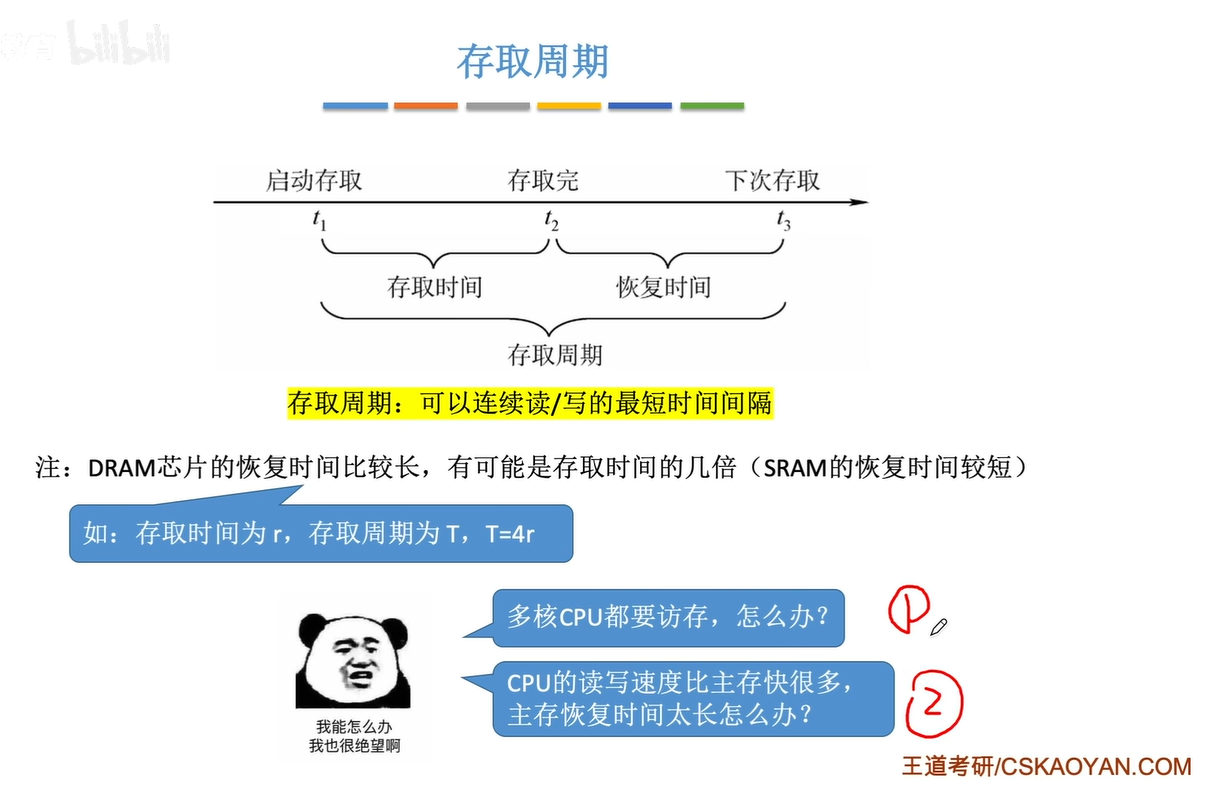 bilibili
存取周期
启动存取 存取完 下次存取
t1 t2 t3
存取时间 恢复时间
存取周期
存取周期：可以连续读/写的最短时间间隔
注：DRAM芯片的恢复时间比较长，有可能是存取时间的几倍（SRAM的恢复时间较短）
如：存取时间为 r，存取周期为 T，T=4r
多核CPU都要访存，怎么办？
①
CPU的读写速度比主存快很多，
主存恢复时间太长怎么办？
②
我能怎么办
我也很绝望啊
王道考研/CSKAOYAN.COM